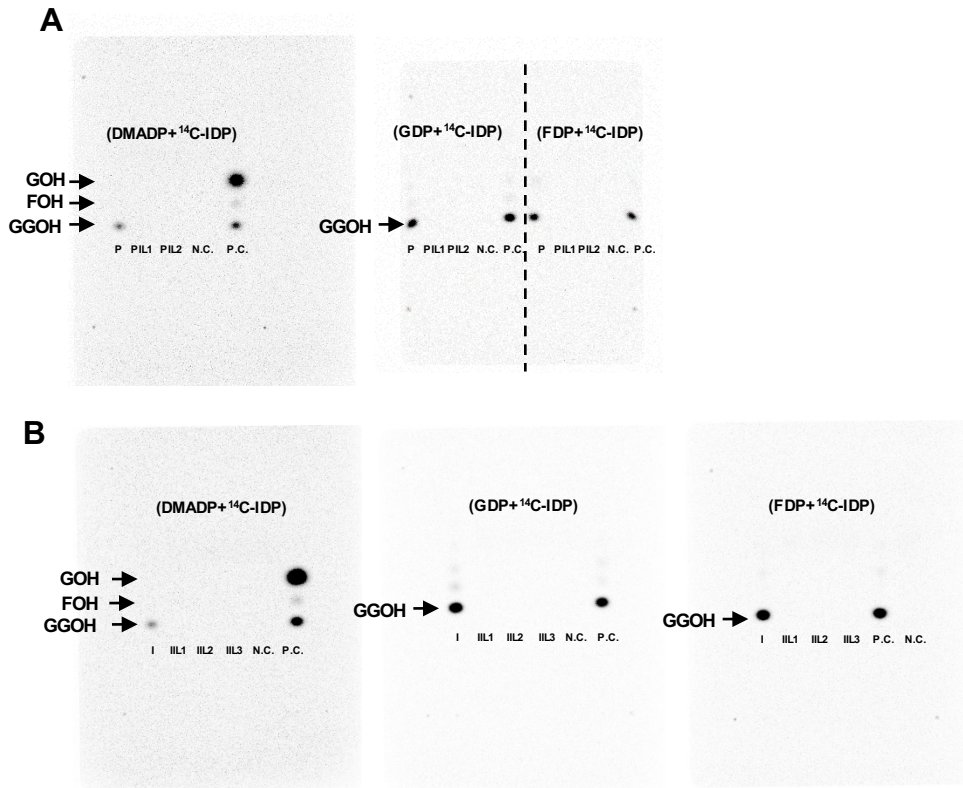 A
(DMADP+¹⁴C-IDP)
GOH
FOH
GGOH
P PIL1 PIL2 N.C. P.C.
(GDP+¹⁴C-IDP) (FDP+¹⁴C-IDP)
GGOH
P PIL1 PIL2 N.C. P.C. P PIL1 PIL2 N.C. P.C.
B
(DMADP+¹⁴C-IDP)
GOH
FOH
GGOH
I IIL1 IIL2 IIL3 N.C. P.C.
(GDP+¹⁴C-IDP)
GGOH
I IIL1 IIL2 IIL3 N.C. P.C.
(FDP+¹⁴C-IDP)
GGOH
I IIL1 IIL2 IIL3 P.C. N.C.